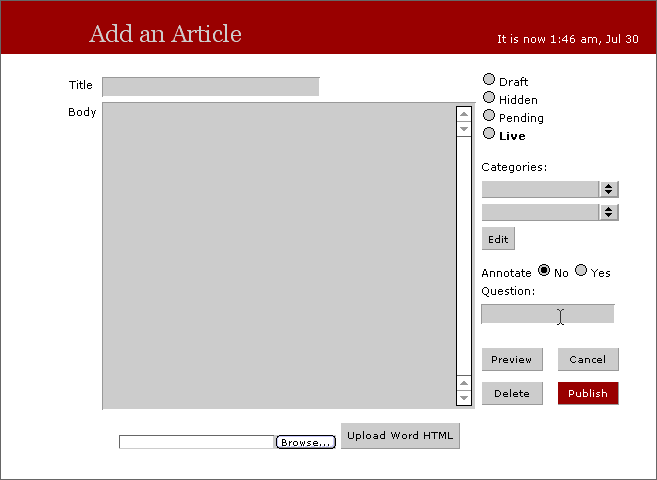 Add an Article
It is now 1:46 am, Jul 30
Title
Body
Draft
Hidden
Pending
Live
Categories:
Edit
Annotate No Yes
Question:
Preview Cancel
Delete Publish
Browse... Upload Word HTML